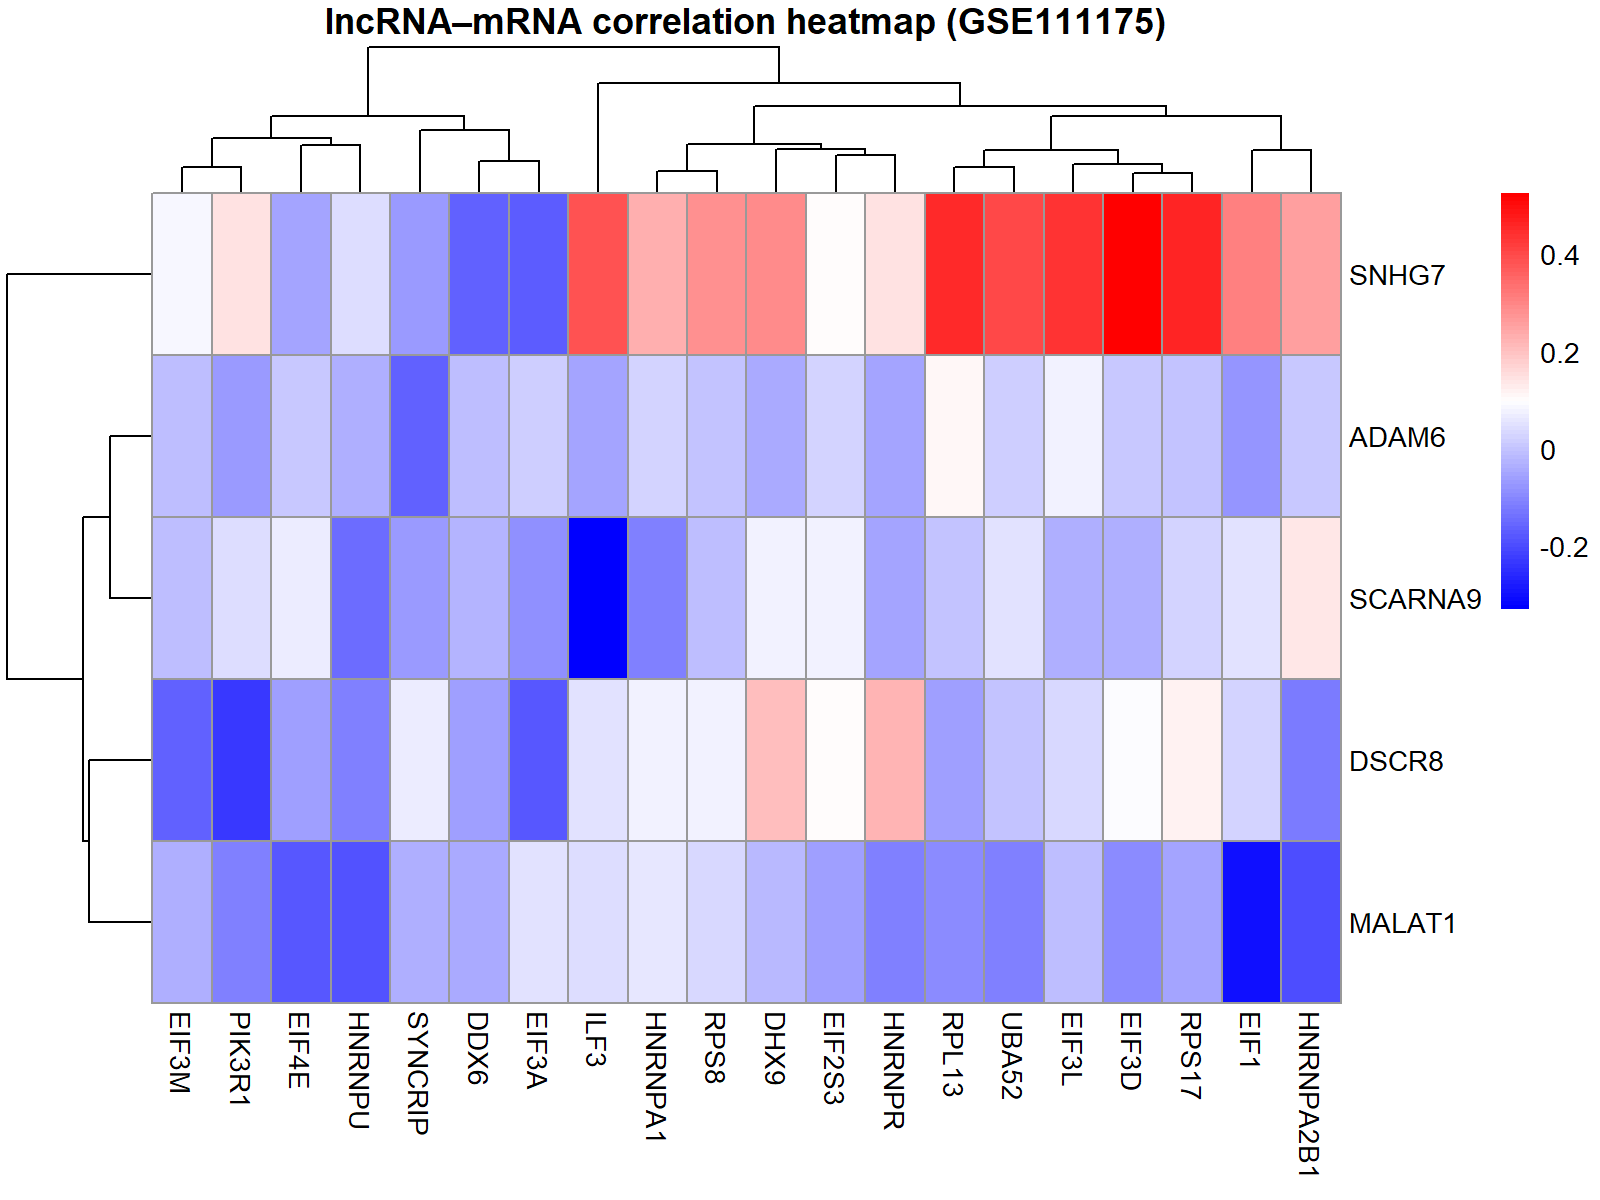 lncRNA–mRNA correlation heatmap (GSE111175)
0.4
0.2
0
-0.2
SNHG7
ADAM6
SCARNA9
DSCR8
MALAT1
EIF3M
PIK3R1
EIF4E
HNRNPU
SYNCRIP
DDX6
EIF3A
ILF3
HNRNPA1
RPS8
DHX9
EIF2S3
HNRNPR
RPL13
UBA52
EIF3L
EIF3D
RPS17
EIF1
HNRNPA2B1